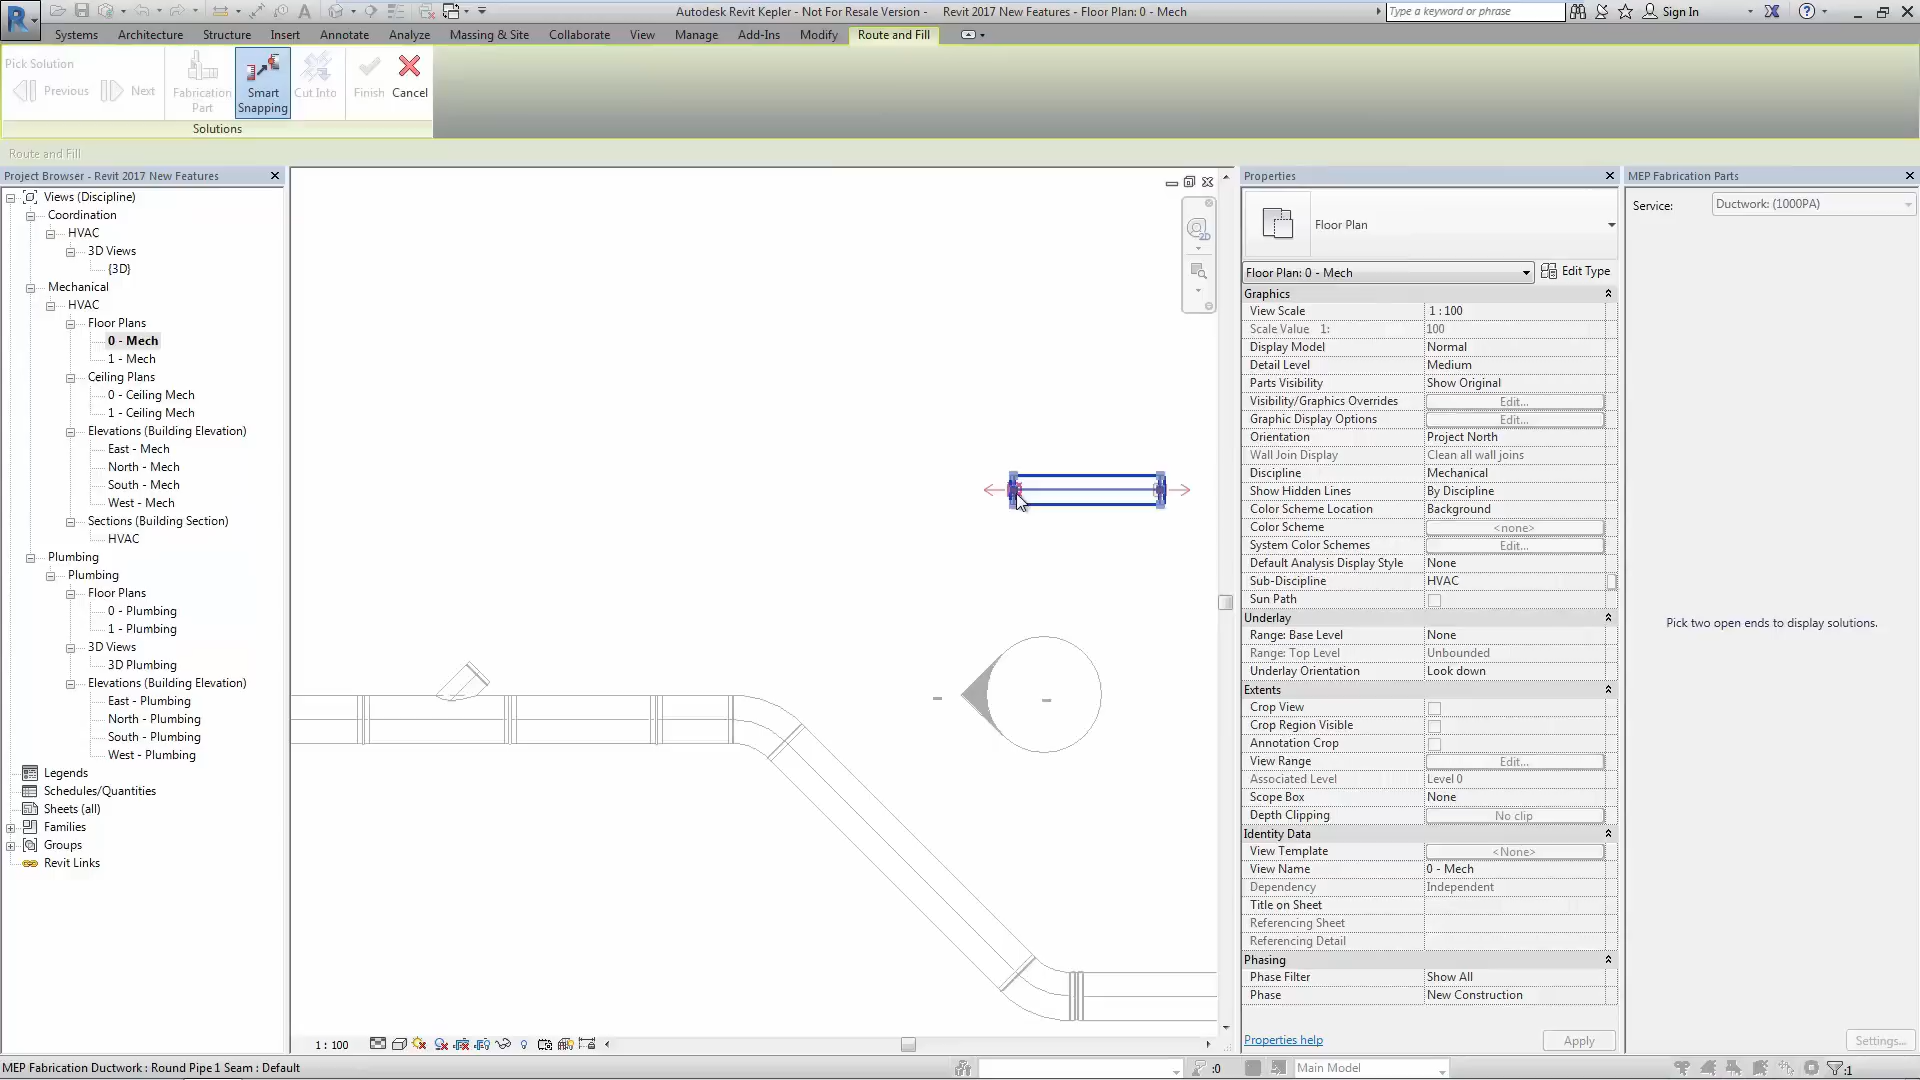 Autodesk Revit Kepler - Not For Resale Version - Revit 2017 New Features - Floor Plan: 0 - Mech
Type a keyword or phrase
Sign In
Systems
Architecture
Structure
Insert
Annotate
Analyze
Massing & Site
Collaborate
View
Manage
Add-Ins
Modify
Route and Fill
Pick Solution
Previous
Next
Fabrication
Part
Smart
Snapping
Cut Into
Finish
Cancel
Solutions
Route and Fill
Project Browser - Revit 2017 New Features
Views (Discipline)
Coordination
HVAC
3D Views
{3D}
Mechanical
HVAC
Floor Plans
0 - Mech
1 - Mech
Ceiling Plans
0 - Ceiling Mech
1 - Ceiling Mech
Elevations (Building Elevation)
East - Mech
North - Mech
South - Mech
West - Mech
Sections (Building Section)
HVAC
Plumbing
Plumbing
Floor Plans
0 - Plumbing
1 - Plumbing
3D Views
3D Plumbing
Elevations (Building Elevation)
East - Plumbing
North - Plumbing
South - Plumbing
West - Plumbing
Legends
Schedules/Quantities
Sheets (all)
Families
Groups
Revit Links
2D
1 : 100
Properties
Floor Plan
Floor Plan: 0 - Mech
Edit Type
Graphics
View Scale 1 : 100
Scale Value 1: 100
Display Model Normal
Detail Level Medium
Parts Visibility Show Original
Visibility/Graphics Overrides Edit...
Graphic Display Options Edit...
Orientation Project North
Wall Join Display Clean all wall joins
Discipline Mechanical
Show Hidden Lines By Discipline
Color Scheme Location Background
Color Scheme <none>
System Color Schemes Edit...
Default Analysis Display Style None
Sub-Discipline HVAC
Sun Path
Underlay
Range: Base Level None
Range: Top Level Unbounded
Underlay Orientation Look down
Extents
Crop View
Crop Region Visible
Annotation Crop
View Range Edit...
Associated Level Level 0
Scope Box None
Depth Clipping No clip
Identity Data
View Template <None>
View Name 0 - Mech
Dependency Independent
Title on Sheet
Referencing Sheet
Referencing Detail
Phasing
Phase Filter Show All
Phase New Construction
Properties help
Apply
MEP Fabrication Parts
Service: Ductwork: (1000PA)
Pick two open ends to display solutions.
Settings...
MEP Fabrication Ductwork : Round Pipe 1 Seam : Default
:0
Main Model
:1